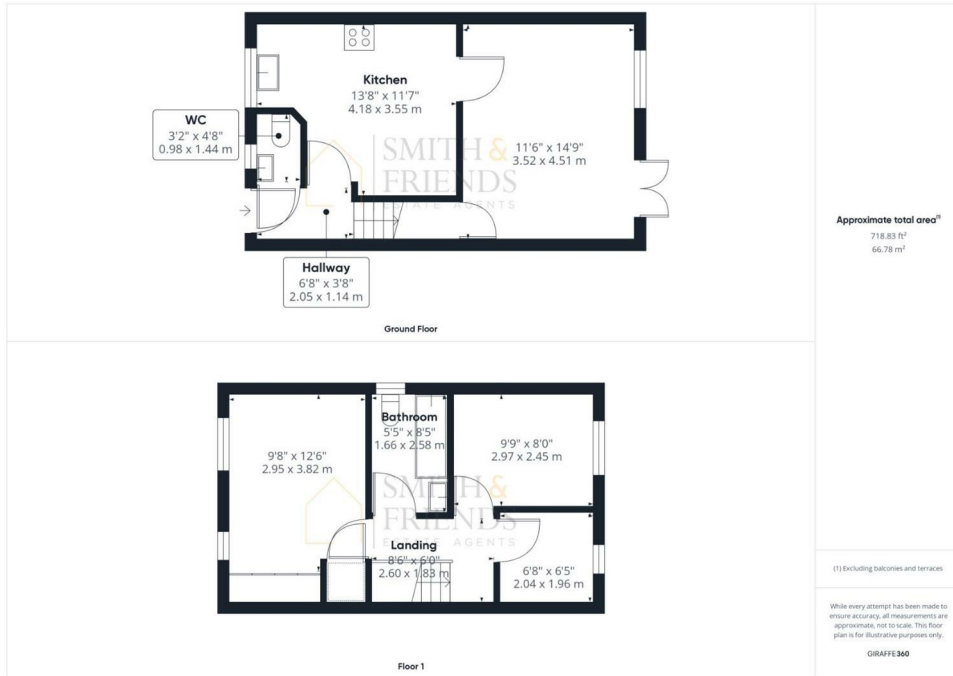 Kitchen
13'8" x 11'7"
4.18 x 3.55 m
WC
3'2" x 4'8"
0.98 x 1.44 m
11'6" x 14'9"
3.52 x 4.51 m
SMITH &
FRIENDS
ESTATE AGENTS
Hallway
6'8" x 3'8"
2.05 x 1.14 m
Ground Floor
Approximate total area(1)
718.83 ft²
66.78 m²
Bathroom
5'5" x 8'5"
1.66 x 2.58 m
9'8" x 12'6"
2.95 x 3.82 m
9'9" x 8'0"
2.97 x 2.45 m
SMITH &
FRIENDS
ESTATE AGENTS
Landing
8'6" x 6'0"
2.60 x 1.83 m
6'8" x 6'5"
2.04 x 1.96 m
Floor 1
(1) Excluding balconies and terraces
While every attempt has been made to
ensure accuracy, all measurements are
approximate, not to scale. This floor
plan is for illustrative purposes only.
GIRAFFE360